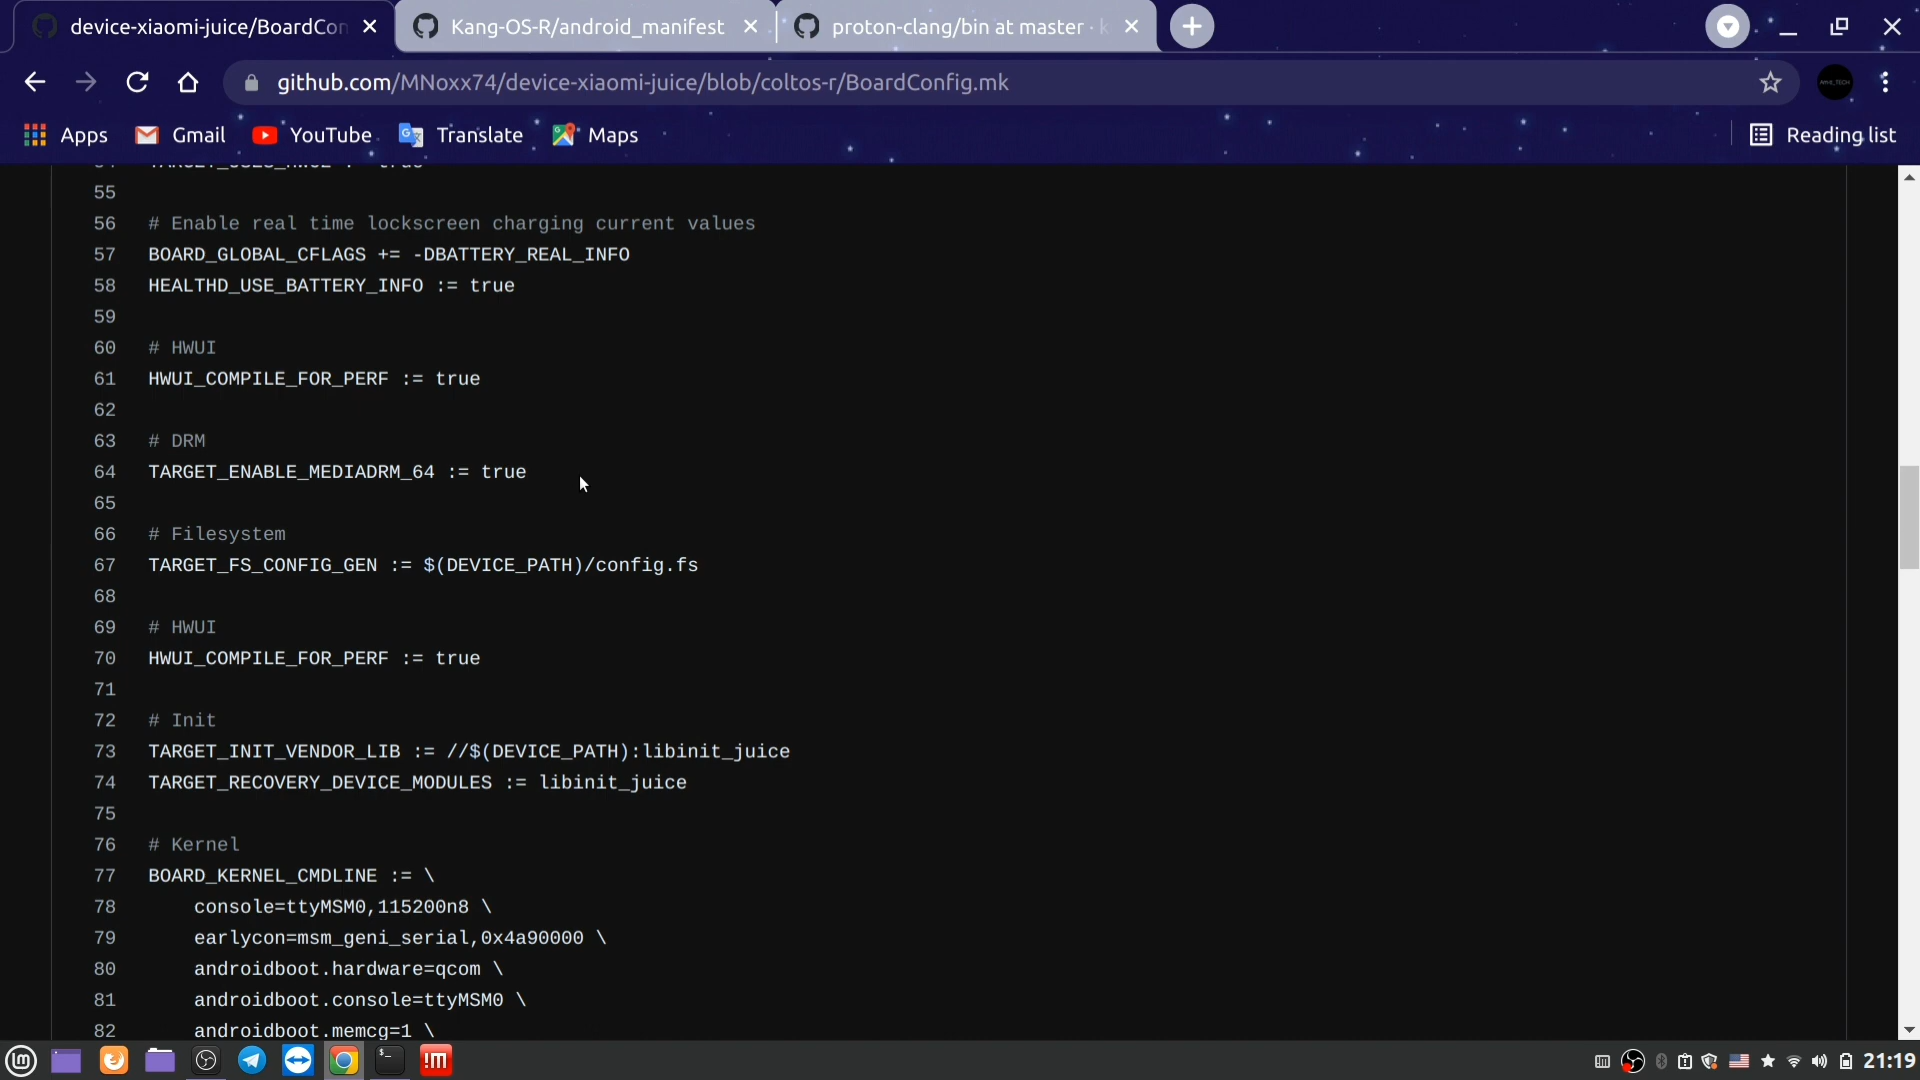 device-xiaomi-juice/BoardCon
Kang-OS-R/android_manifest
proton-clang/bin at master · k
github.com/MNoxx74/device-xiaomi-juice/blob/coltos-r/BoardConfig.mk
Apps
Gmail
YouTube
Translate
Maps
Reading list
55
56 # Enable real time lockscreen charging current values
57 BOARD_GLOBAL_CFLAGS += -DBATTERY_REAL_INFO
58 HEALTHD_USE_BATTERY_INFO := true
59
60 # HWUI
61 HWUI_COMPILE_FOR_PERF := true
62
63 # DRM
64 TARGET_ENABLE_MEDIADRM_64 := true
65
66 # Filesystem
67 TARGET_FS_CONFIG_GEN := $(DEVICE_PATH)/config.fs
68
69 # HWUI
70 HWUI_COMPILE_FOR_PERF := true
71
72 # Init
73 TARGET_INIT_VENDOR_LIB := //$(DEVICE_PATH):libinit_juice
74 TARGET_RECOVERY_DEVICE_MODULES := libinit_juice
75
76 # Kernel
77 BOARD_KERNEL_CMDLINE := \
78 console=ttyMSM0,115200n8 \
79 earlycon=msm_geni_serial,0x4a90000 \
80 androidboot.hardware=qcom \
81 androidboot.console=ttyMSM0 \
82 androidboot.memcg=1 \
21:19